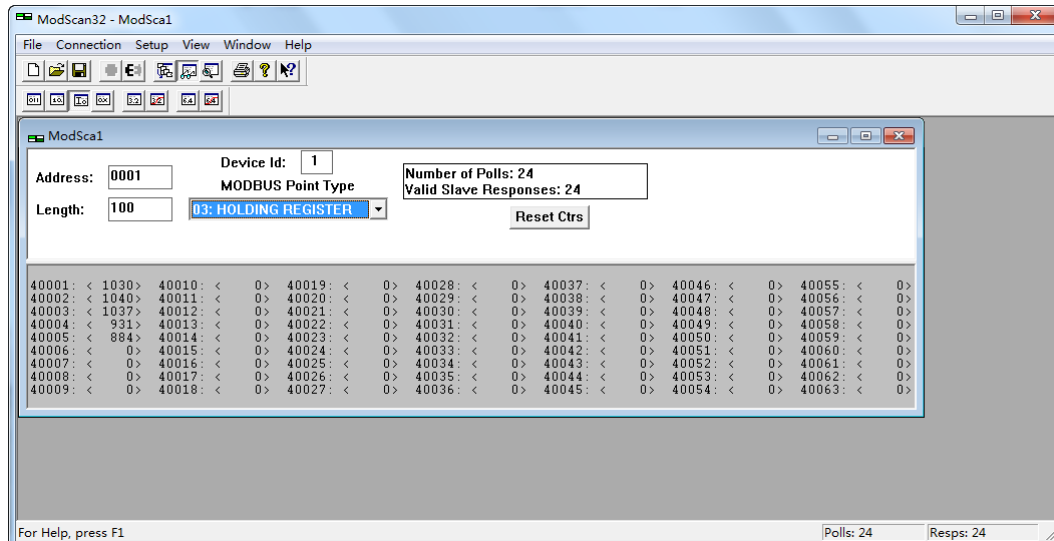 ModScan32 - ModSca1
File Connection Setup View Window Help
ModSca1
Address: 0001
Device Id: 1
MODBUS Point Type
Length: 100
03: HOLDING REGISTER
Number of Polls: 24
Valid Slave Responses: 24
Reset Ctrs
40001: < 1030> 40010: < 0> 40019: < 0> 40028: < 0> 40037: < 0> 40046: < 0> 40055: < 0>
40002: < 1040> 40011: < 0> 40020: < 0> 40029: < 0> 40038: < 0> 40047: < 0> 40056: < 0>
40003: < 1037> 40012: < 0> 40021: < 0> 40030: < 0> 40039: < 0> 40048: < 0> 40057: < 0>
40004: < 931> 40013: < 0> 40022: < 0> 40031: < 0> 40040: < 0> 40049: < 0> 40058: < 0>
40005: < 884> 40014: < 0> 40023: < 0> 40032: < 0> 40041: < 0> 40050: < 0> 40059: < 0>
40006: < 0> 40015: < 0> 40024: < 0> 40033: < 0> 40042: < 0> 40051: < 0> 40060: < 0>
40007: < 0> 40016: < 0> 40025: < 0> 40034: < 0> 40043: < 0> 40052: < 0> 40061: < 0>
40008: < 0> 40017: < 0> 40026: < 0> 40035: < 0> 40044: < 0> 40053: < 0> 40062: < 0>
40009: < 0> 40018: < 0> 40027: < 0> 40036: < 0> 40045: < 0> 40054: < 0> 40063: < 0>
For Help, press F1
Polls: 24
Resps: 24